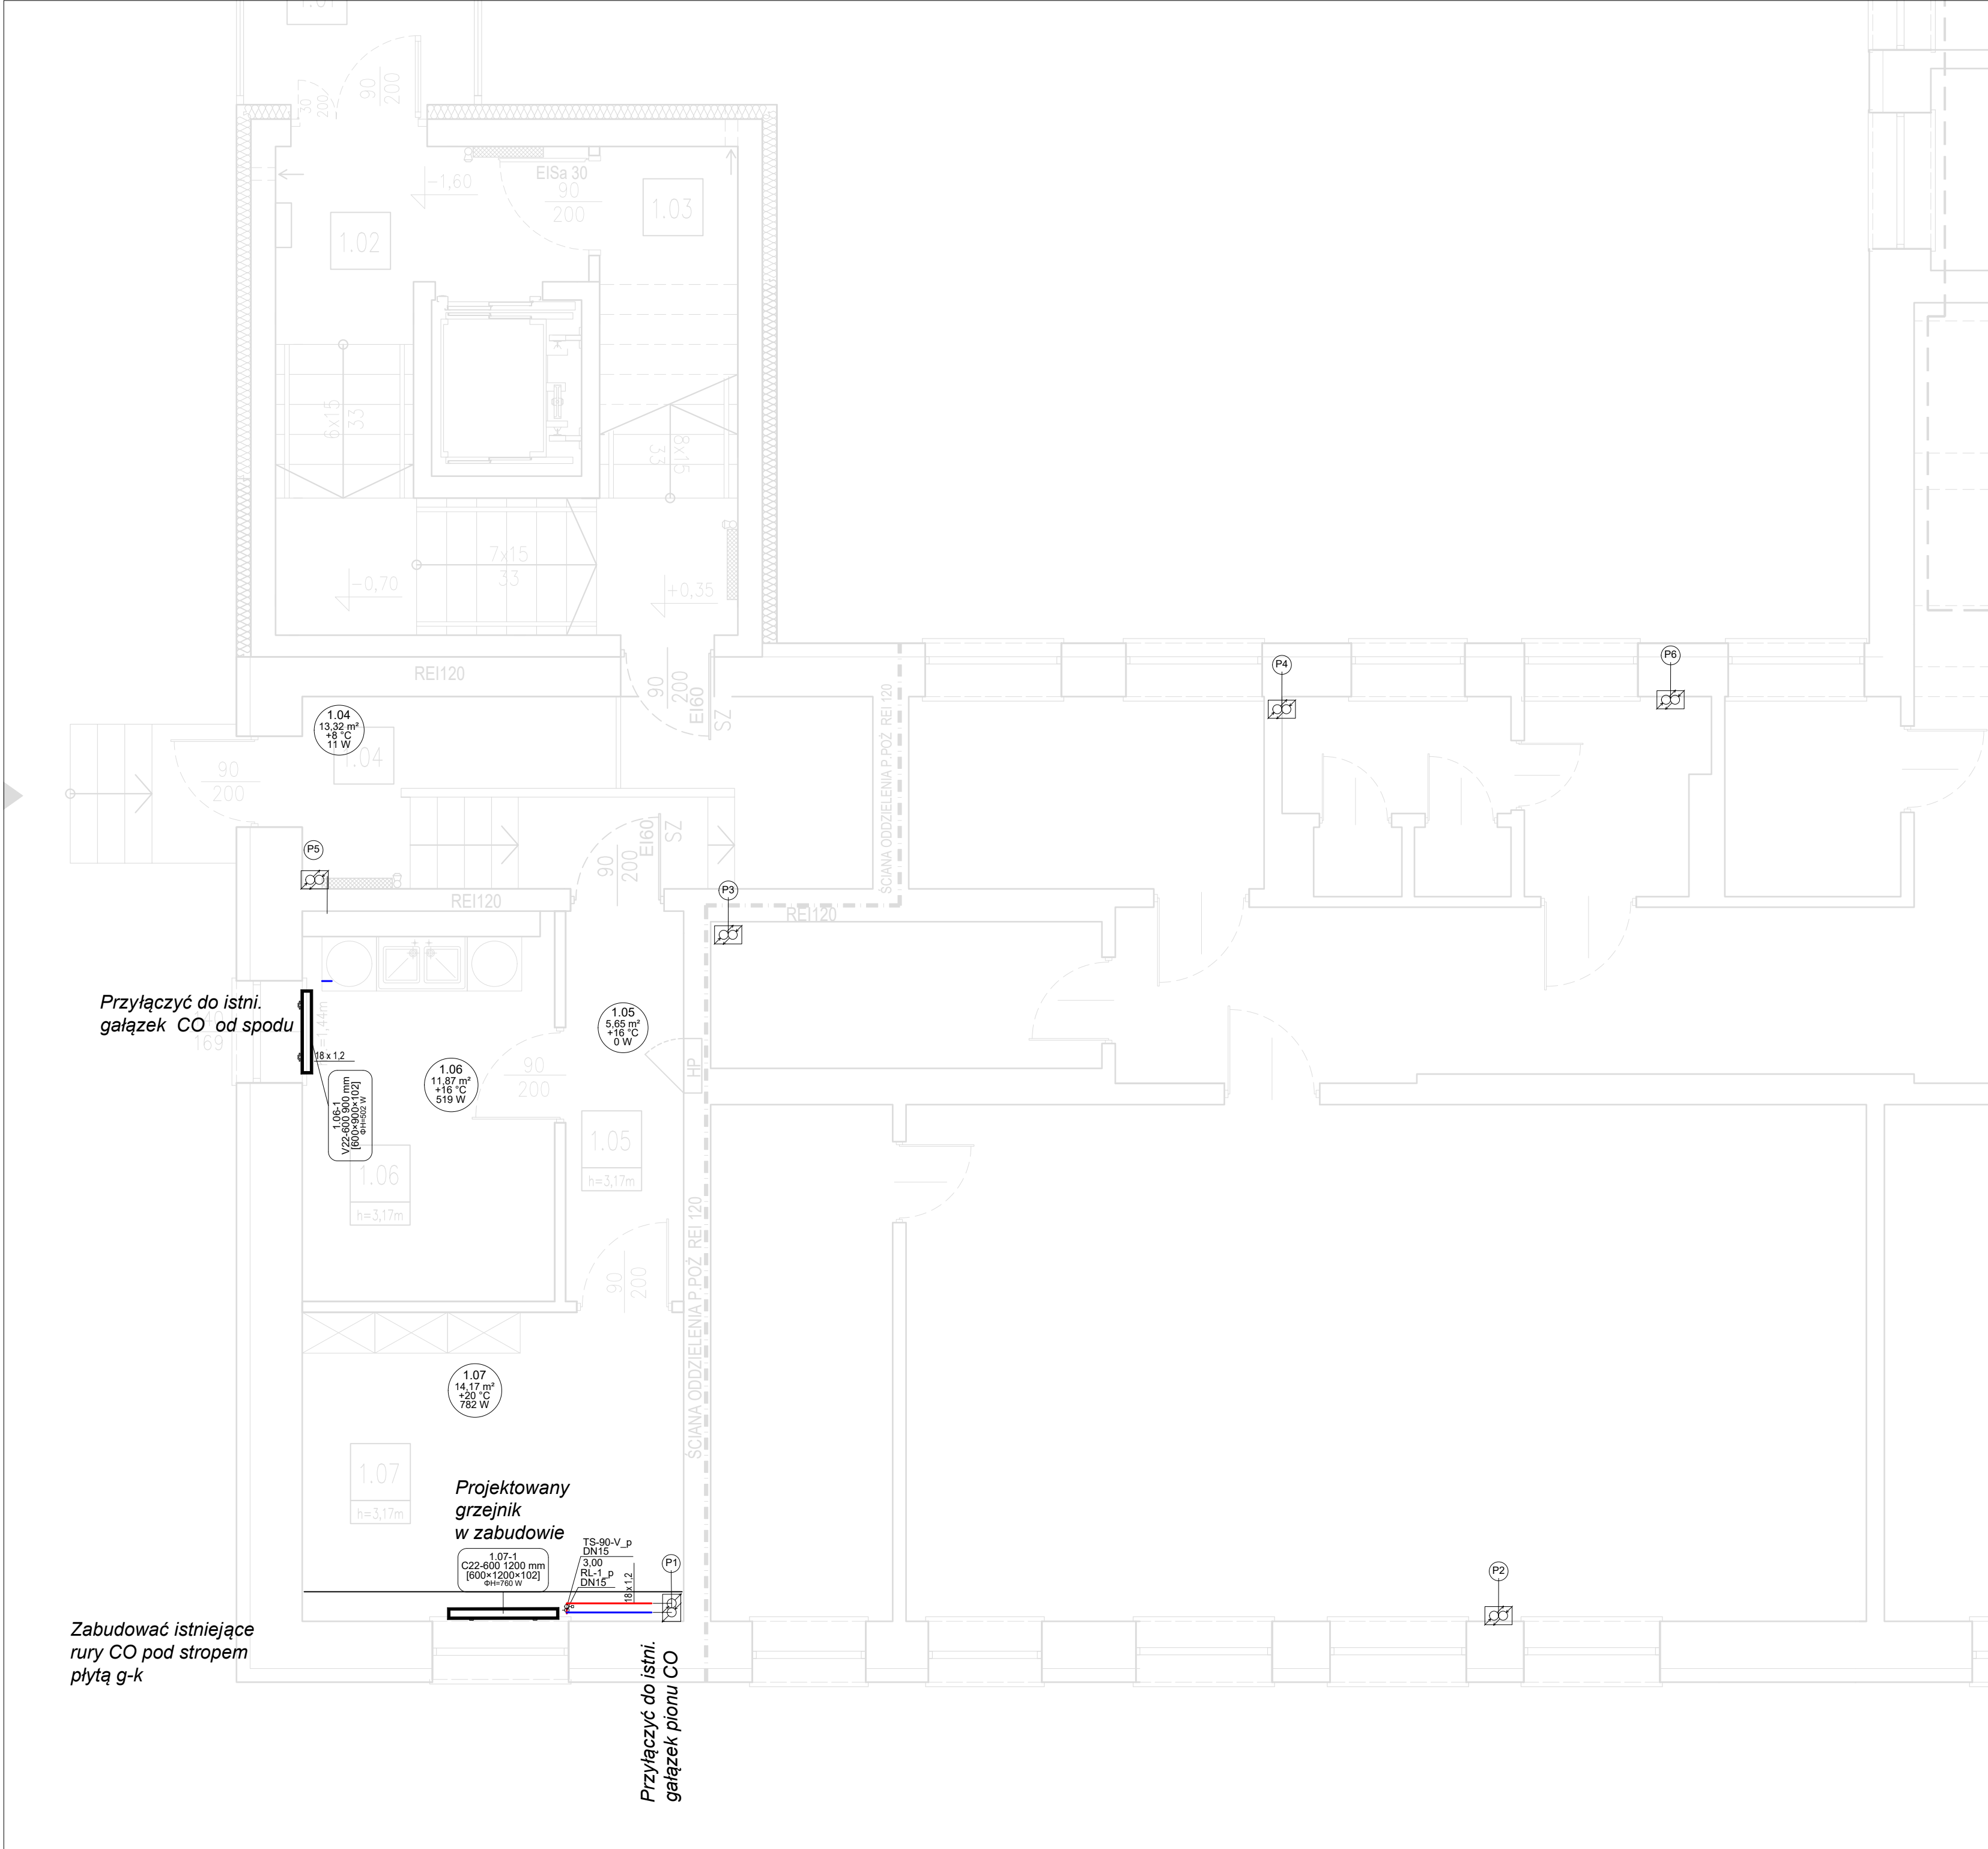 90
200
30
200
EISa 30
90
200
-1,60
1.02
1.03
6x15
33
8x15
33
7x15
33
-0,70
+0,35
REI120
90
200
EI60
SZ
ŚCIANA ODDZIELENIA P.POŻ REI 120
P4
P6
1.04
13,32 m²
+8 °C
11 W
1.04
90
200
P5
90
200
EI60
SZ
REI120
P3
REI120
Przyłączyć do istni.
gałązek CO od spodu
169
18 x 1,2
1.06-1
V22-600 900 mm
[600×900×102]
ΦH=502 W
1.05
5,65 m²
+16 °C
0 W
1.06
11,87 m²
+16 °C
519 W
90
200
HP
1.05
h=3,17m
1.06
h=3,17m
90
200
ŚCIANA ODDZIELENIA P.POŻ REI 120
1.07
14,17 m²
+20 °C
782 W
1.07
h=3,17m
Projektowany
grzejnik
w zabudowie
1.07-1
C22-600 1200 mm
[600×1200×102]
ΦH=760 W
TS-90-V_p
DN15
3,00
RL-1_p
DN15
18 x 1,2
P1
P2
Zabudować istniejące
rury CO pod stropem
płytą g-k
Przyłączyć do istni.
gałązek pionu CO